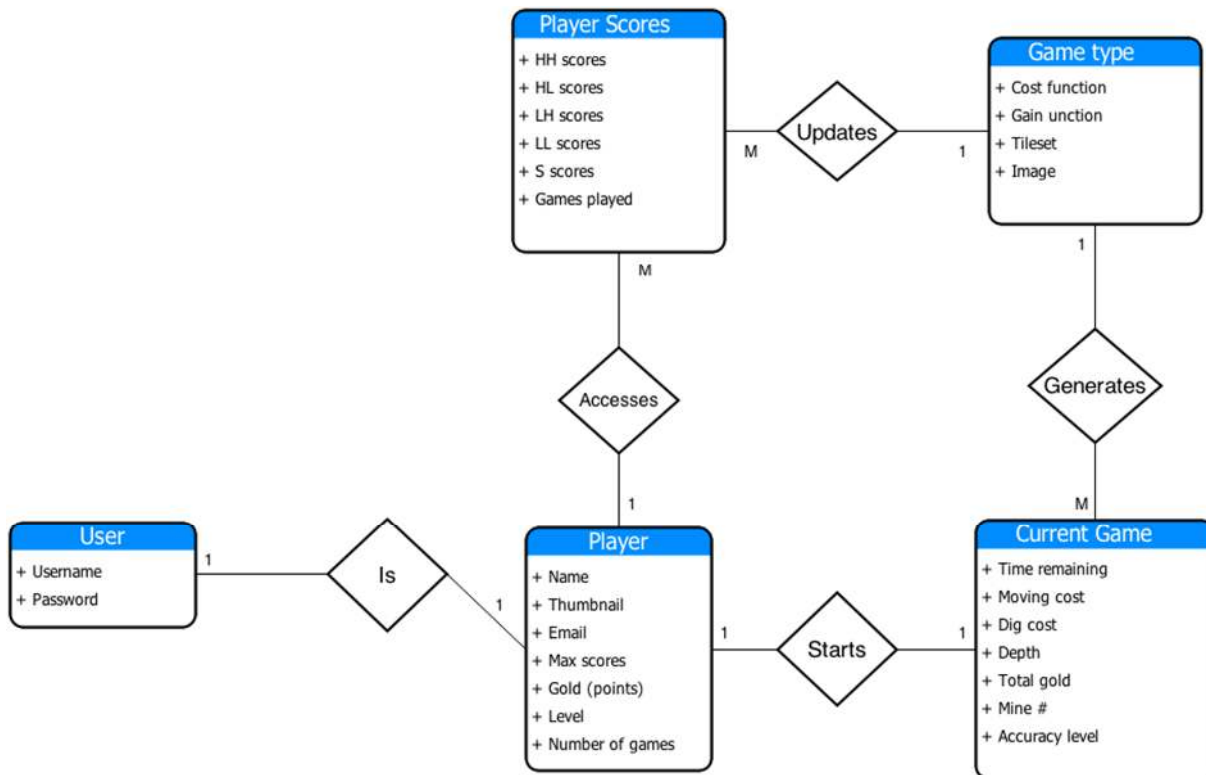 Player Scores
+ HH scores
+ HL scores
+ LH scores
+ LL scores
+ S scores
+ Games played
M
Updates
1
Game type
+ Cost function
+ Gain unction
+ Tileset
+ Image
M
Accesses
1
1
Generates
M
User
+ Username
+ Password
1
Is
1
Player
+ Name
+ Thumbnail
+ Email
+ Max scores
+ Gold (points)
+ Level
+ Number of games
1
Starts
1
Current Game
+ Time remaining
+ Moving cost
+ Dig cost
+ Depth
+ Total gold
+ Mine #
+ Accuracy level